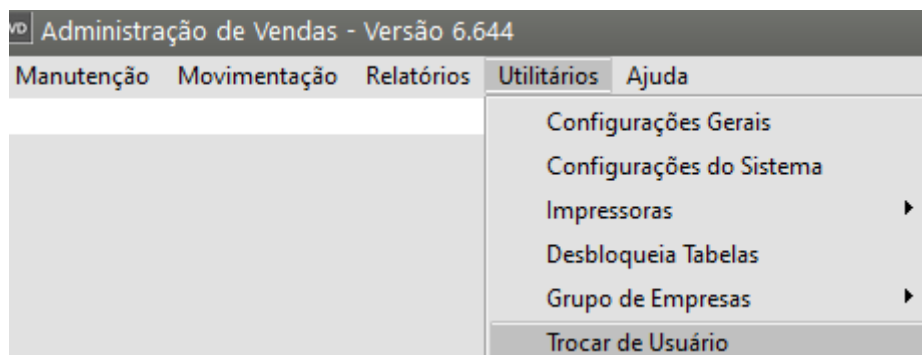 VD Administração de Vendas - Versão 6.644
Manutenção Movimentação Relatórios Utilitários Ajuda
Configurações Gerais
Configurações do Sistema
Impressoras
Desbloqueia Tabelas
Grupo de Empresas
Trocar de Usuário